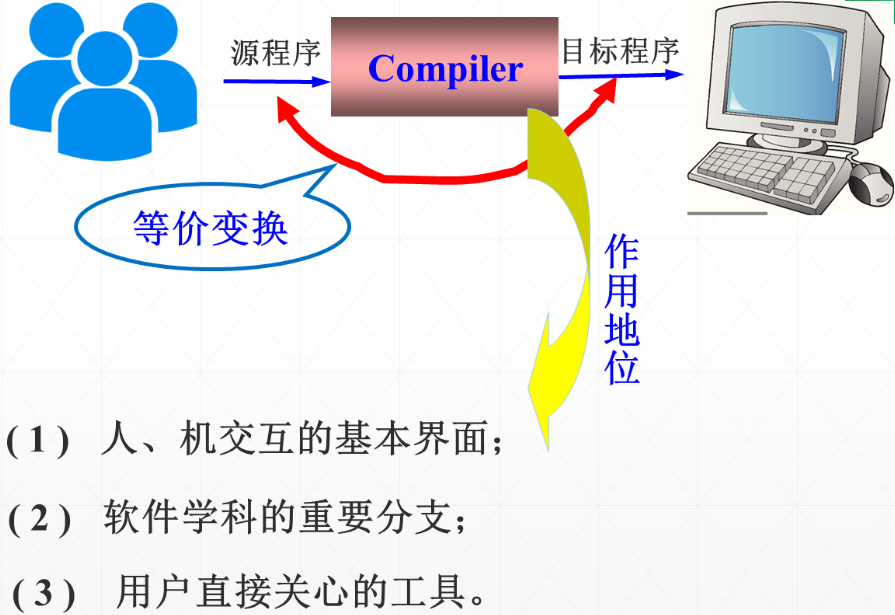 源程序
Compiler
目标程序
等价变换
作用地位
(1) 人、机交互的基本界面；
(2) 软件学科的重要分支；
(3) 用户直接关心的工具。